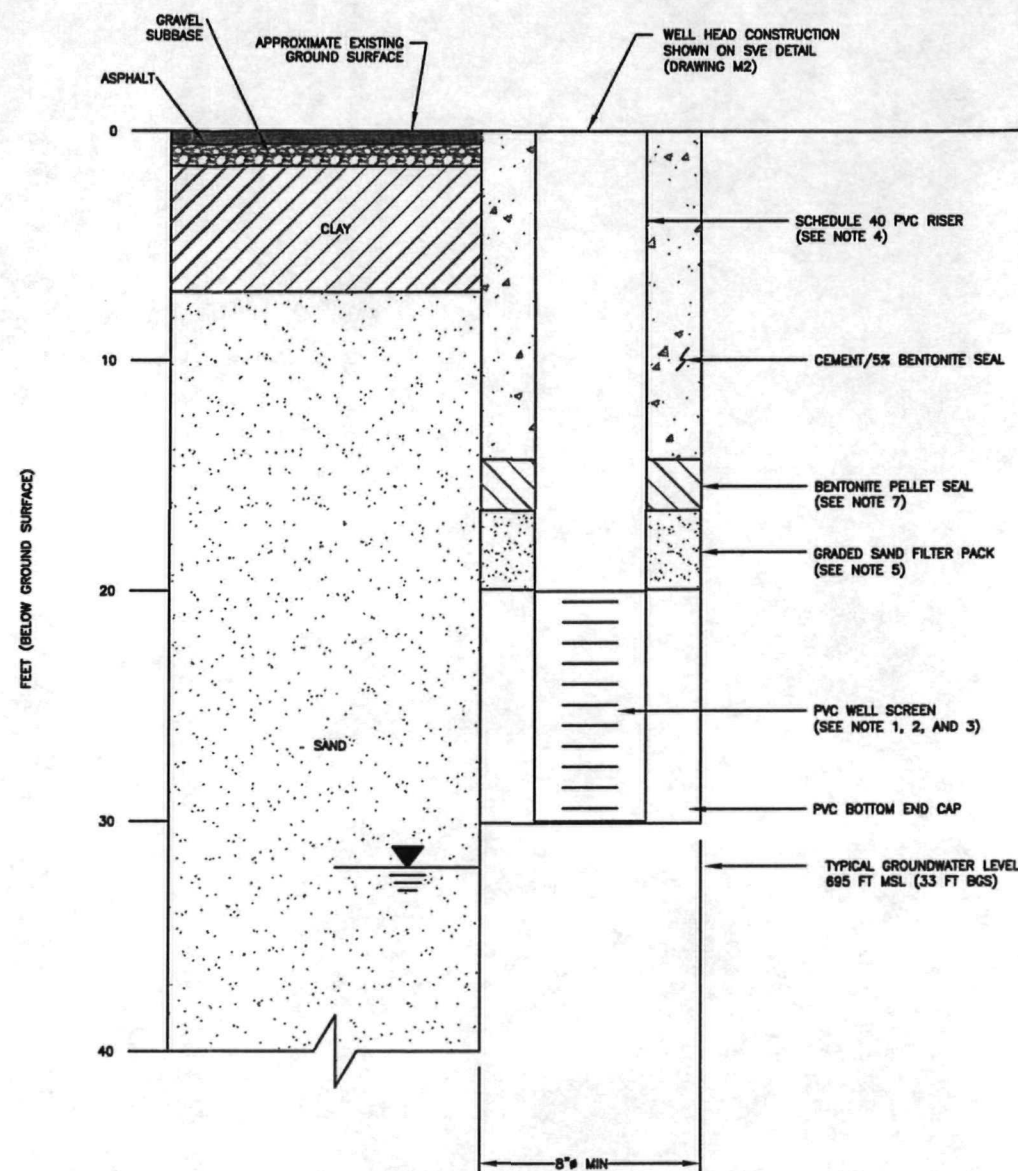 GRAVEL
SUBBASE
APPROXIMATE EXISTING
GROUND SURFACE
WELL HEAD CONSTRUCTION
SHOWN ON SVE DETAIL
(DRAWING M2)
ASPHALT
0
CLAY
SCHEDULE 40 PVC RISER
(SEE NOTE 4)
10
CEMENT/5% BENTONITE SEAL
FEET (BELOW GROUND SURFACE)
BENTONITE PELLET SEAL
(SEE NOTE 7)
GRADED SAND FILTER PACK
(SEE NOTE 5)
20
PVC WELL SCREEN
(SEE NOTE 1, 2, AND 3)
SAND
PVC BOTTOM END CAP
30
TYPICAL GROUNDWATER LEVEL
695 FT MSL (33 FT BGS)
40
8"ø MIN